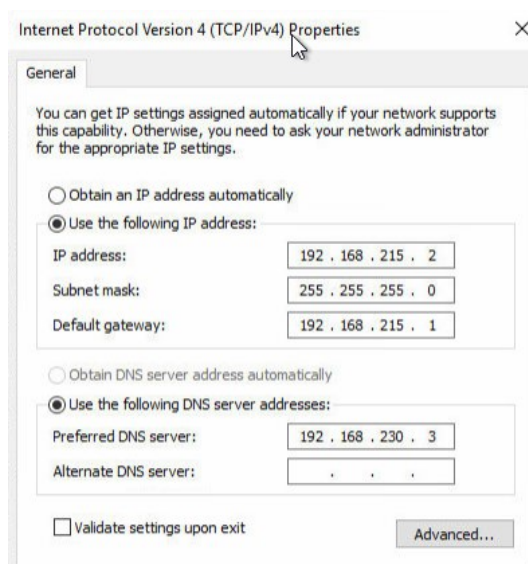 Internet Protocol Version 4 (TCP/IPv4) Properties
General
You can get IP settings assigned automatically if your network supports
this capability. Otherwise, you need to ask your network administrator
for the appropriate IP settings.
Obtain an IP address automatically
Use the following IP address:
IP address: 192 . 168 . 215 . 2
Subnet mask: 255 . 255 . 255 . 0
Default gateway: 192 . 168 . 215 . 1
Obtain DNS server address automatically
Use the following DNS server addresses:
Preferred DNS server: 192 . 168 . 230 . 3
Alternate DNS server: . . .
Validate settings upon exit
Advanced...